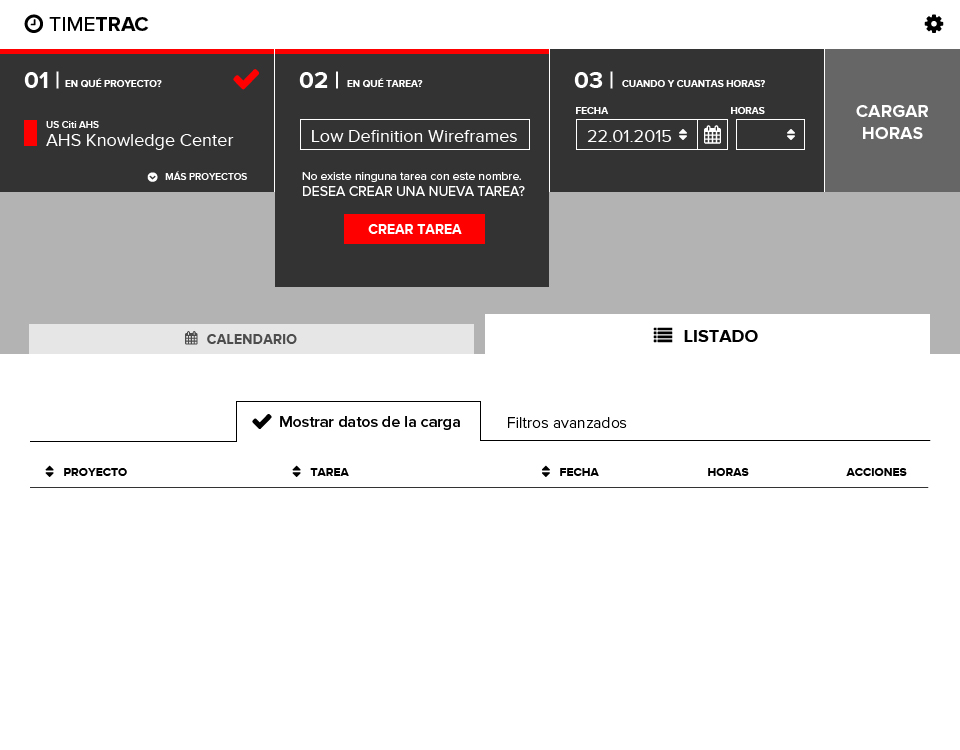 TIMETRAC
01 | EN QUÉ PROYECTO?
US Citi AHS
AHS Knowledge Center
MÁS PROYECTOS
02 | EN QUÉ TAREA?
Low Definition Wireframes
No existe ninguna tarea con este nombre.
DESEA CREAR UNA NUEVA TAREA?
CREAR TAREA
03 | CUANDO Y CUANTAS HORAS?
FECHA HORAS
22.01.2015
CARGAR
HORAS
CALENDARIO
LISTADO
Mostrar datos de la carga
Filtros avanzados
PROYECTO TAREA FECHA HORAS ACCIONES